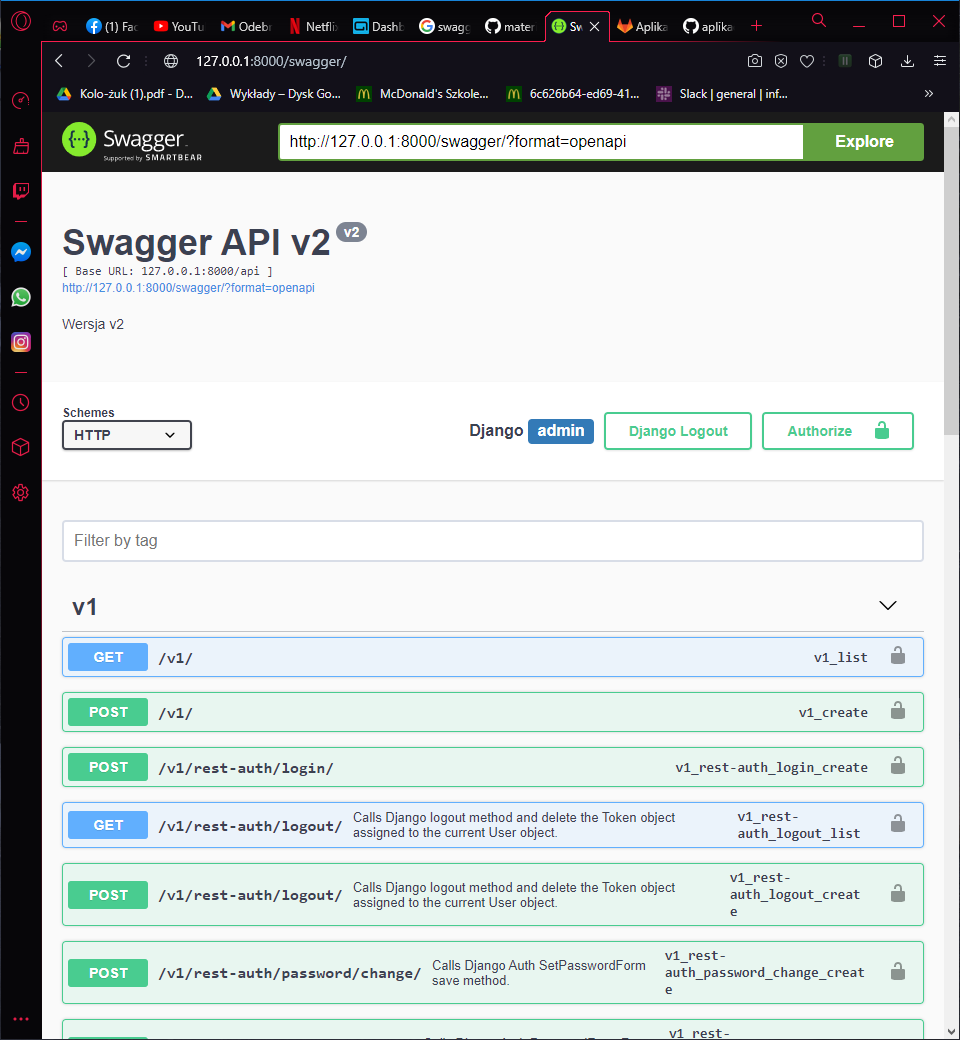 (1) Fac
YouTu
Odebr
Netfli
Dashb
swagg
mater
Sw
Aplika
aplika
127.0.0.1:8000/swagger/
Kolo-żuk (1).pdf - D...
Wykłady – Dysk Go...
McDonald's Szkole...
6c626b64-ed69-41...
Slack | general | inf...
Swagger
Supported by SMARTBEAR
http://127.0.0.1:8000/swagger/?format=openapi
Explore
Swagger API v2 v2
[ Base URL: 127.0.0.1:8000/api ]
http://127.0.0.1:8000/swagger/?format=openapi
Wersja v2
Schemes
HTTP
Django admin
Django Logout
Authorize
Filter by tag
v1
GET /v1/ v1_list
POST /v1/ v1_create
POST /v1/rest-auth/login/ v1_rest-auth_login_create
GET /v1/rest-auth/logout/
Calls Django logout method and delete the Token object
assigned to the current User object.
v1_rest-
auth_logout_list
POST /v1/rest-auth/logout/
Calls Django logout method and delete the Token object
assigned to the current User object.
v1_rest-
auth_logout_creat
e
POST /v1/rest-auth/password/change/
Calls Django Auth SetPasswordForm
save method.
v1_rest-
auth_password_change_creat
e
v1_rest-